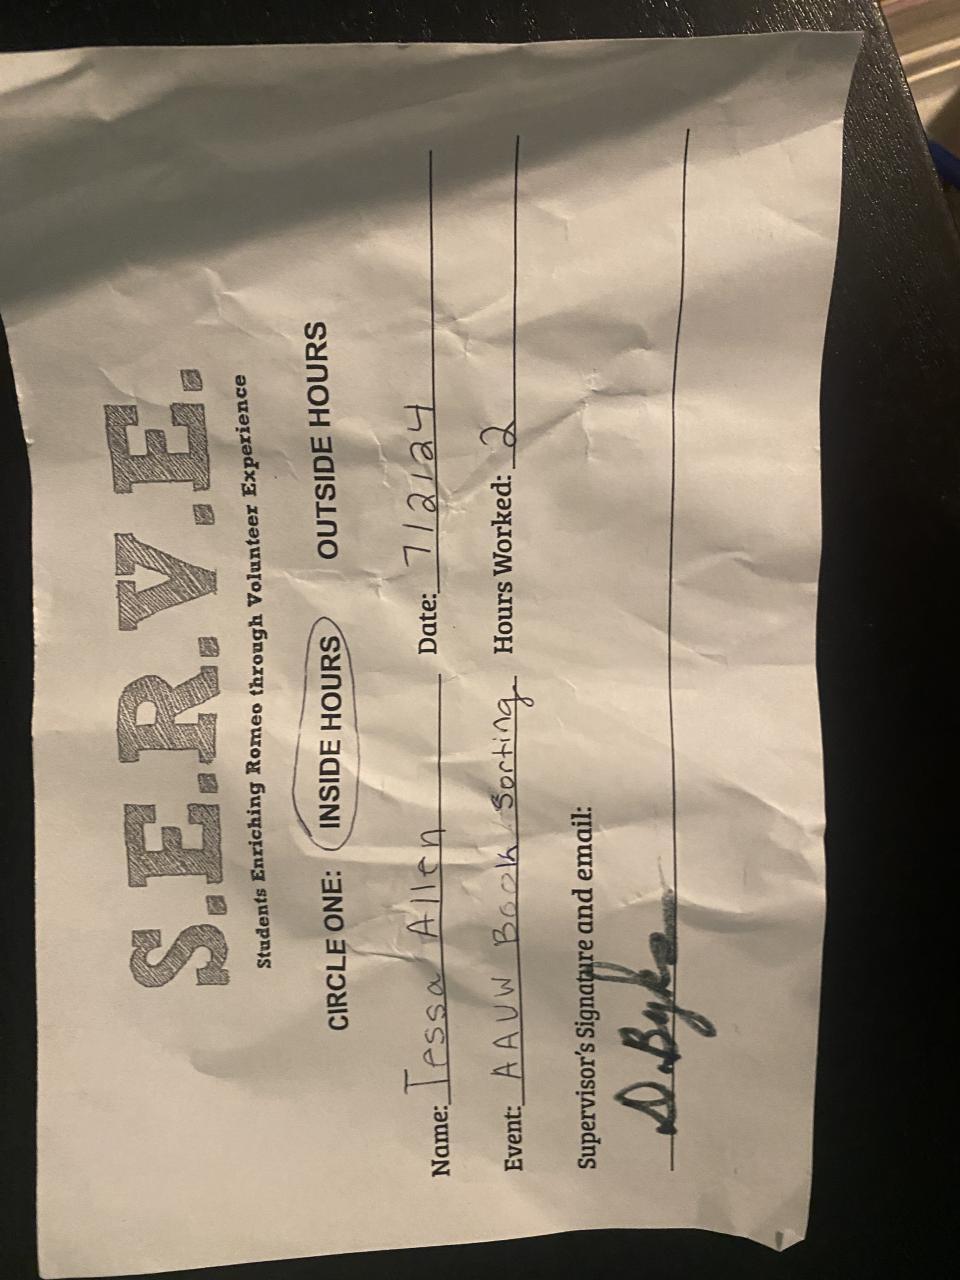 S.E.R.V.E.
Students Enriching Romeo through Volunteer Experience
CIRCLE ONE: INSIDE HOURS OUTSIDE HOURS
Name: Tessa Allen Date: 7/2/24
Event: AAUW Book Sorting Hours Worked: 2
Supervisor's Signature and email: